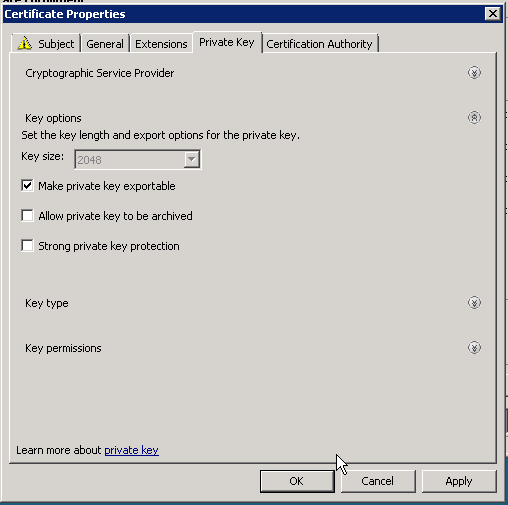 Certificate Properties
Subject General Extensions Private Key Certification Authority
Cryptographic Service Provider
Key options
Set the key length and export options for the private key.
Key size: 2048
Make private key exportable
Allow private key to be archived
Strong private key protection
Key type
Key permissions
Learn more about private key
OK Cancel Apply